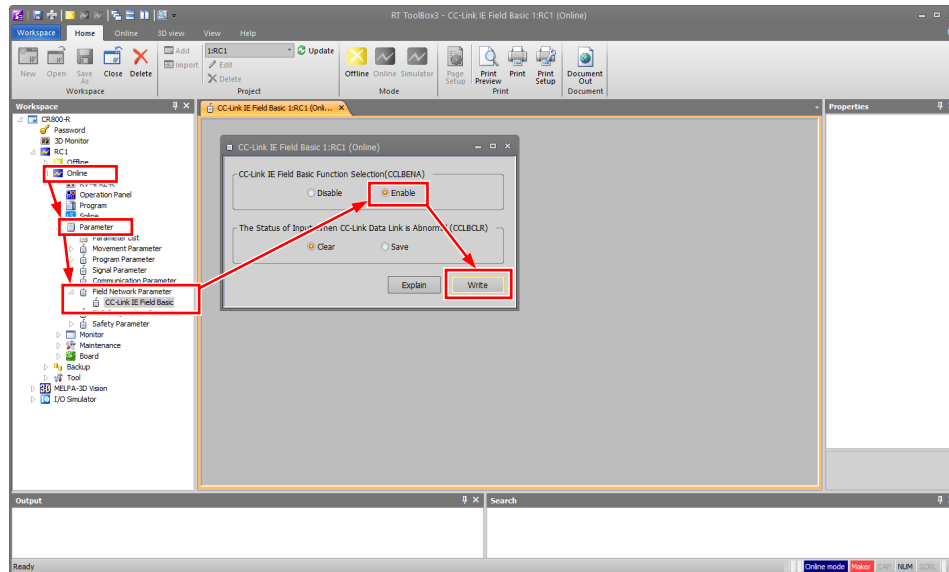 RT ToolBox3 - CC-Link IE Field Basic 1:RC1 (Online)
Workspace Home Online 3D view View Help
New Open Save As Close Delete
Add
Import
1:RC1
Update
Edit
Delete
Offline Online Simulator
Page Setup Print Preview Print Print Setup
Document Out
Workspace Project Mode Print Document
Workspace
CR800-R
Password
3D Monitor
RC1
Offline
Online
Operation Panel
Program
Spline
Parameter
Parameter List
Movement Parameter
Program Parameter
Signal Parameter
Communication Parameter
Field Network Parameter
CC-Link IE Field Basic
Safety Parameter
Monitor
Maintenance
Board
Backup
Tool
MELFA-3D Vision
I/O Simulator
CC-Link IE Field Basic 1:RC1 (Onli...
CC-Link IE Field Basic 1:RC1 (Online)
CC-Link IE Field Basic Function Selection(CCLBENA)
Disable Enable
The Status of Input When CC-Link Data Link is Abnormal (CCLBCLR)
Clear Save
Explain Write
Properties
Output
Search
Ready
Online mode Maker CAP NUM SCRL